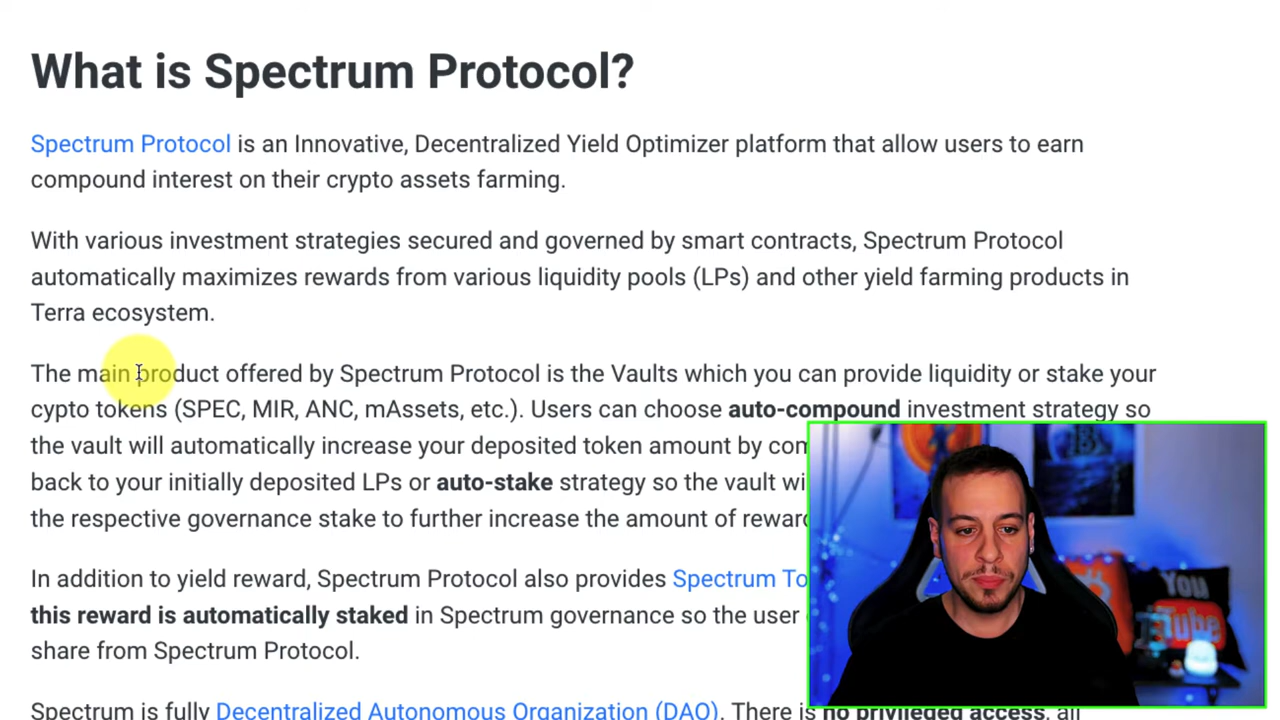 What is Spectrum Protocol?
Spectrum Protocol is an Innovative, Decentralized Yield Optimizer platform that allow users to earn
compound interest on their crypto assets farming.
With various investment strategies secured and governed by smart contracts, Spectrum Protocol
automatically maximizes rewards from various liquidity pools (LPs) and other yield farming products in
Terra ecosystem.
The main product offered by Spectrum Protocol is the Vaults which you can provide liquidity or stake your
cypto tokens (SPEC, MIR, ANC, mAssets, etc.). Users can choose auto-compound investment strategy so
the vault will automatically increase your deposited token amount by com
back to your initially deposited LPs or auto-stake strategy so the vault wi
the respective governance stake to further increase the amount of reward
In addition to yield reward, Spectrum Protocol also provides Spectrum To
this reward is automatically staked in Spectrum governance so the user
share from Spectrum Protocol.
Spectrum is fully Decentralized Autonomous Organization (DAO). There is no privileged access, all
You
Tube